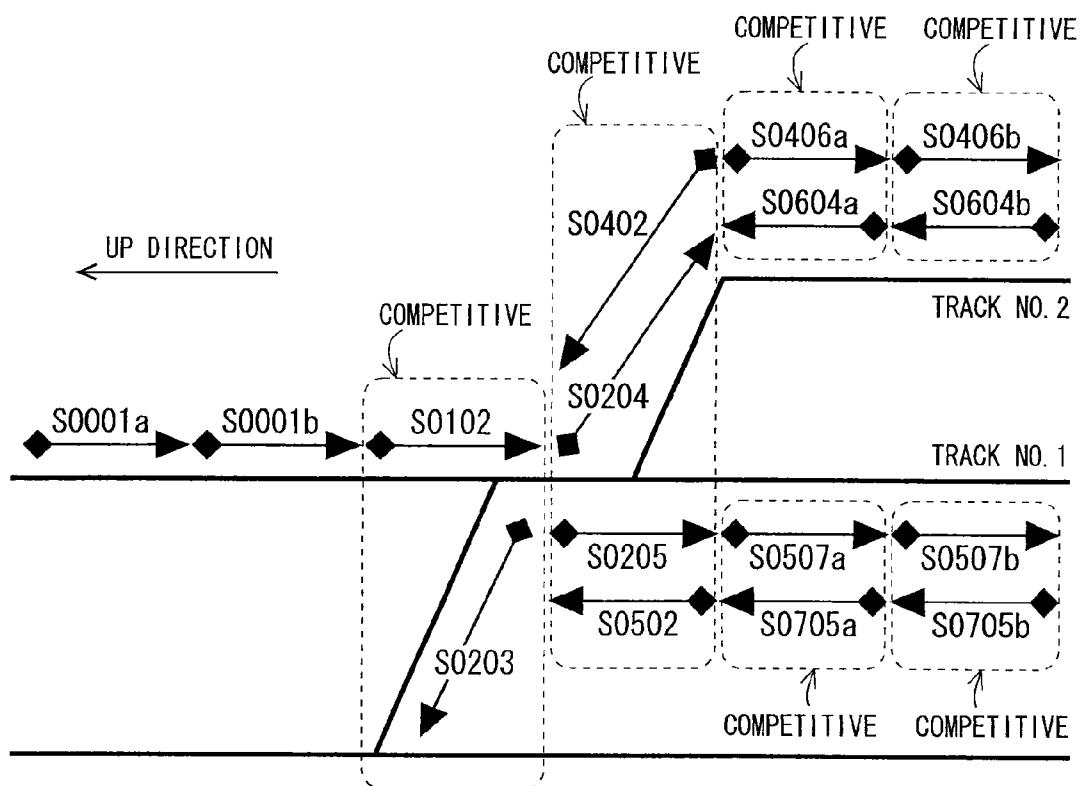 COMPETITIVE
COMPETITIVE
COMPETITIVE
S0406a
S0406b
S0604a
S0604b
S0402
UP DIRECTION
TRACK NO. 2
COMPETITIVE
S0204
S0001a
S0001b
S0102
TRACK NO. 1
S0205
S0507a
S0507b
S0502
S0705a
S0705b
S0203
COMPETITIVE
COMPETITIVE